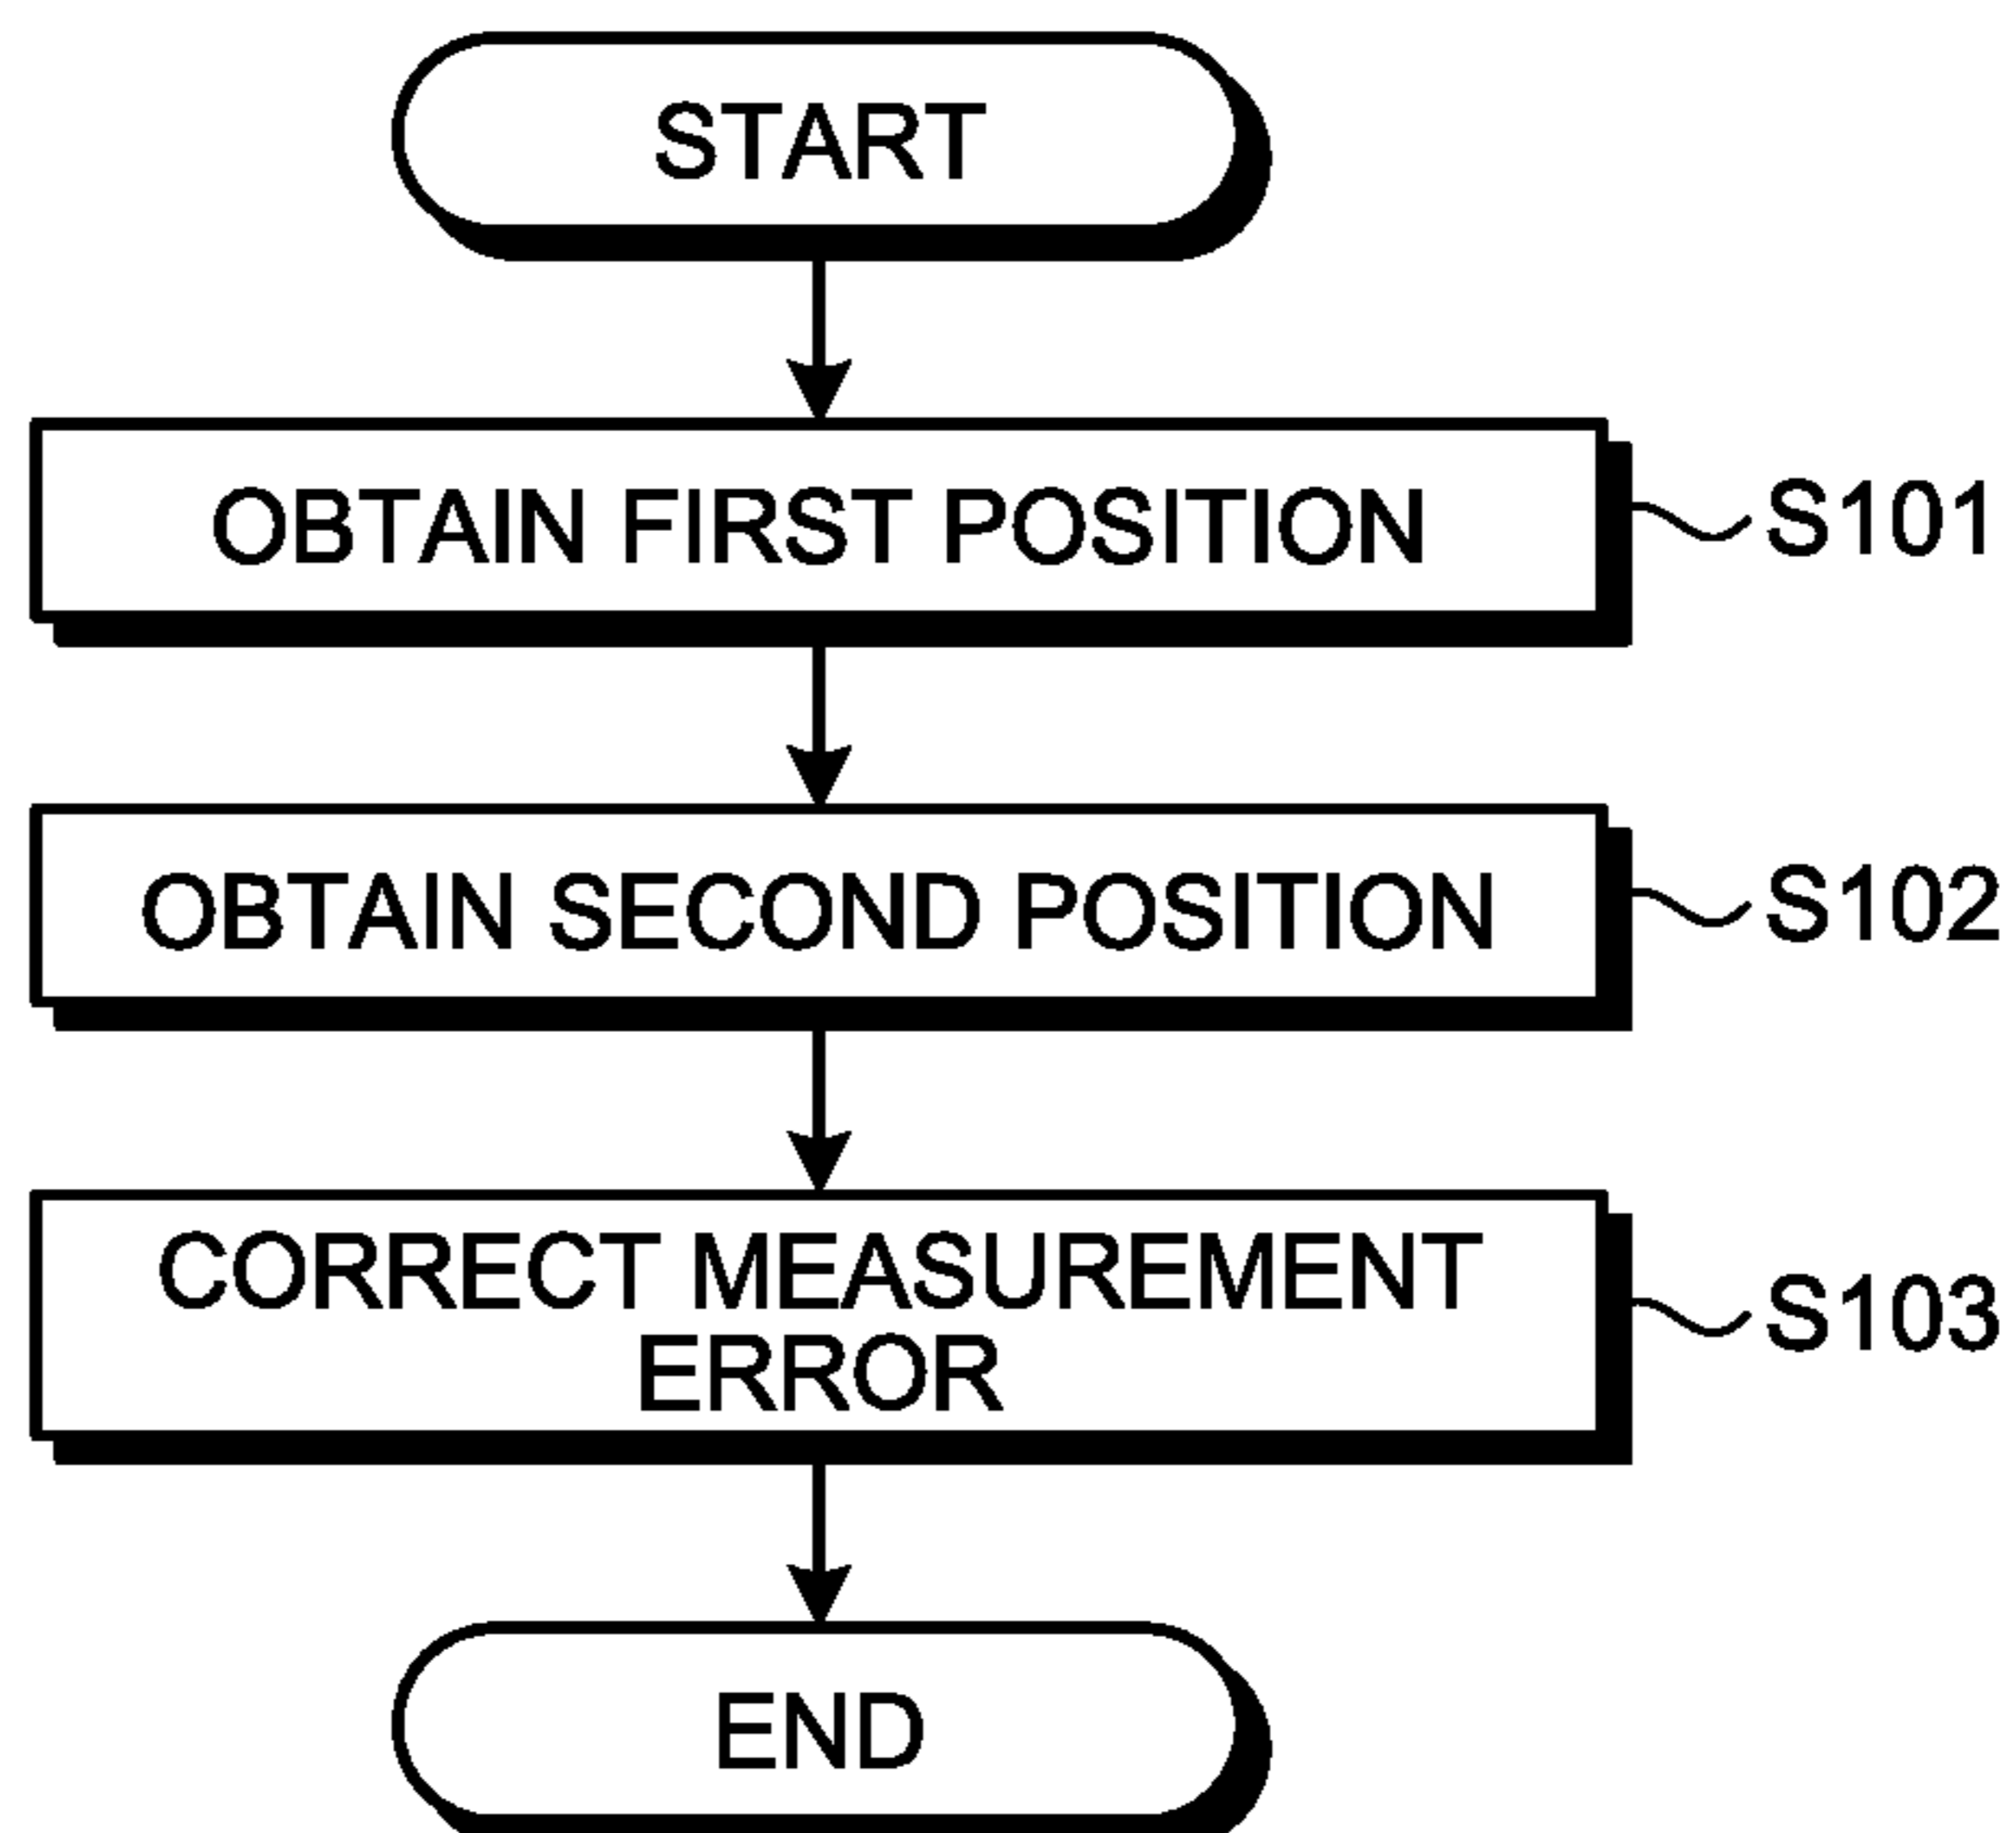 START
OBTAIN FIRST POSITION
S101
OBTAIN SECOND POSITION
S102
CORRECT MEASUREMENT
ERROR
S103
END